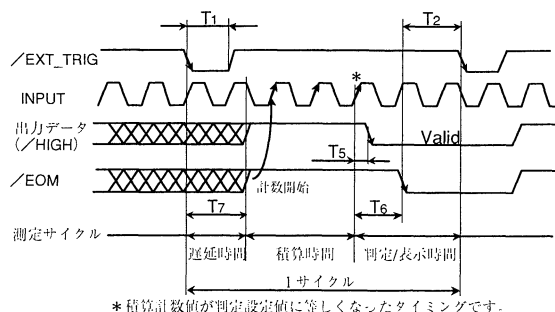 T1
T2
/EXT_TRIG
INPUT
*
出力データ
(/HIGH)
Valid
T5
/EOM
計数開始
T7
T6
測定サイクル
遅延時間
積算時間
判定/表示時間
1サイクル
*積算計数値が判定設定値に等しくなったタイミングです。